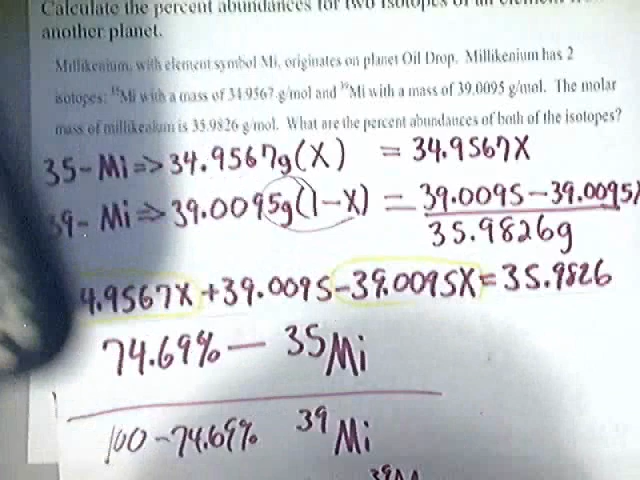 Calculate the percent abundances for two isotopes of an element
another planet.
Millikenium, with element symbol Mi, originates on planet Oil Drop. Millikenium has 2
isotopes: ³⁵Mi with a mass of 34.9567 g/mol and ³⁹Mi with a mass of 39.0095 g/mol. The molar
mass of millikenium is 35.9826 g/mol. What are the percent abundances of both of the isotopes?
35-Mi=>34.9567g(X) = 34.9567X
39- Mi=>39.0095g(1-X) = 39.0095-39.0095X
35.9826g
4.9567X+39.0095-39.0095X=35.9826
74.69%- 35Mi
100-74.69% 39Mi